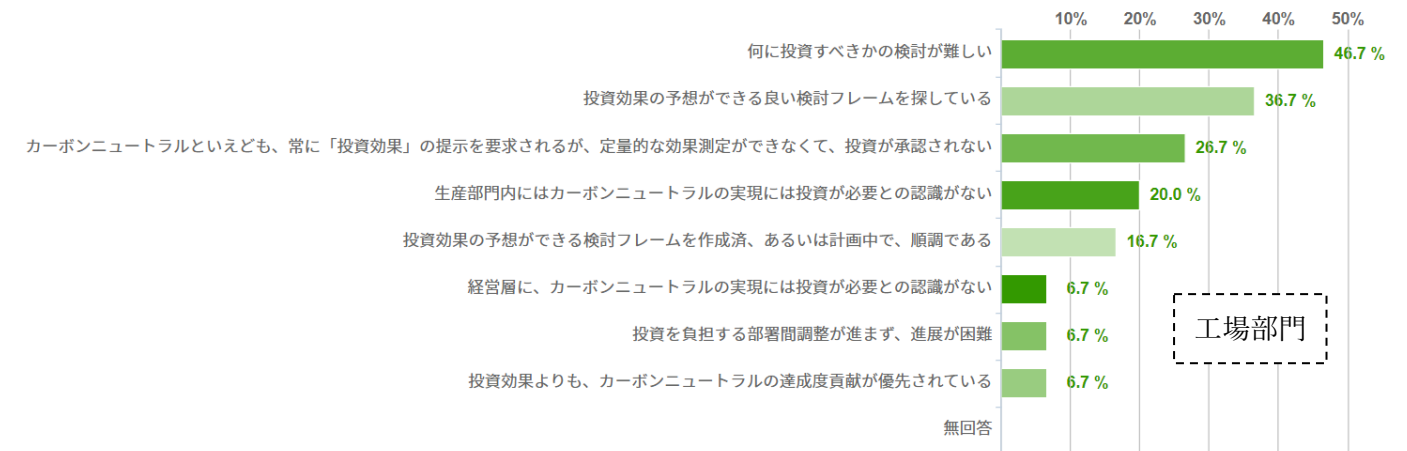 10% 20% 30% 40% 50%
何に投資すべきかの検討が難しい 46.7 %
投資効果の予想ができる良い検討フレームを探している 36.7 %
カーボンニュートラルといえども、常に「投資効果」の提示を要求されるが、定量的な効果測定ができなくて、投資が承認されない 26.7 %
生産部門内にはカーボンニュートラルの実現には投資が必要との認識がない 20.0 %
投資効果の予想ができる検討フレームを作成済、あるいは計画中で、順調である 16.7 %
経営層に、カーボンニュートラルの実現には投資が必要との認識がない 6.7 %
工場部門
投資を負担する部署間調整が進まず、進展が困難 6.7 %
投資効果よりも、カーボンニュートラルの達成度貢献が優先されている 6.7 %
無回答